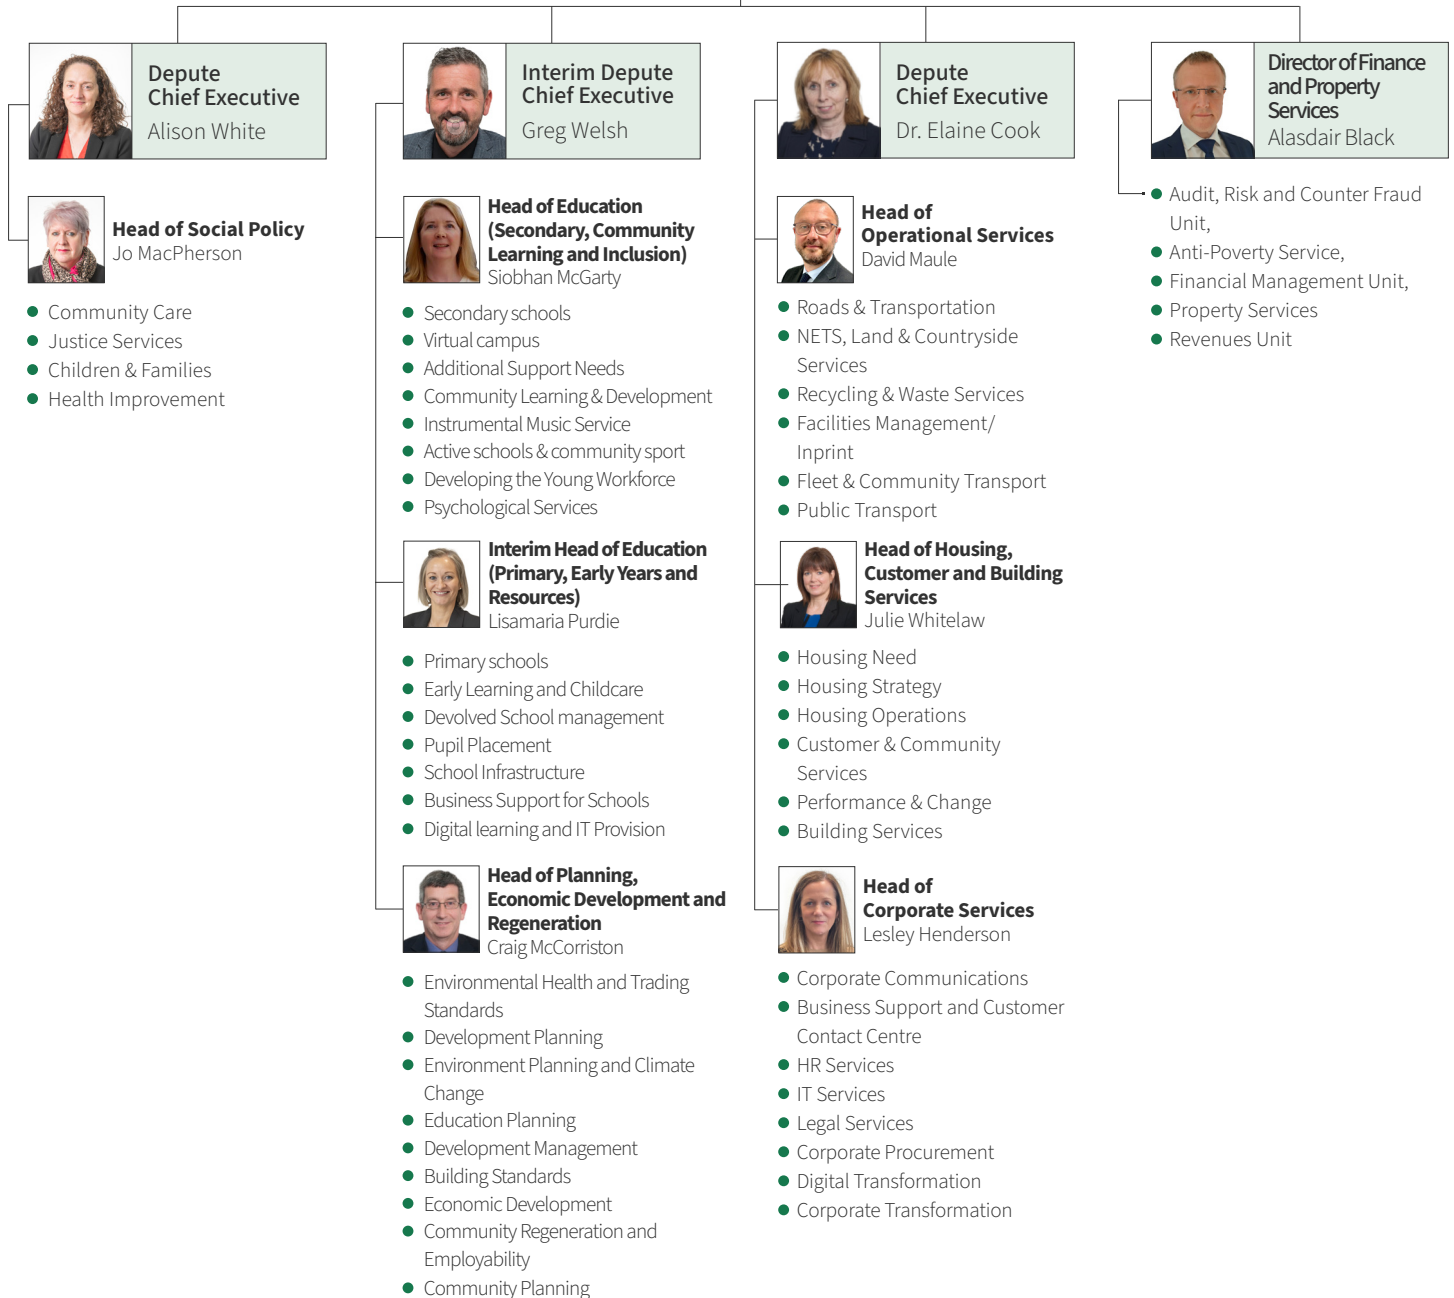 Depute
Chief Executive
Alison White
Head of Social Policy
Jo MacPherson
Community Care
Justice Services
Children & Families
Health Improvement
Interim Depute
Chief Executive
Greg Welsh
Head of Education
(Secondary, Community
Learning and Inclusion)
Siobhan McGarty
Secondary schools
Virtual campus
Additional Support Needs
Community Learning & Development
Instrumental Music Service
Active schools & community sport
Developing the Young Workforce
Psychological Services
Interim Head of Education
(Primary, Early Years and
Resources)
Lisamaria Purdie
Primary schools
Early Learning and Childcare
Devolved School management
Pupil Placement
School Infrastructure
Business Support for Schools
Digital learning and IT Provision
Head of Planning,
Economic Development and
Regeneration
Craig McCorriston
Environmental Health and Trading
Standards
Development Planning
Environment Planning and Climate
Change
Education Planning
Development Management
Building Standards
Economic Development
Community Regeneration and
Employability
Community Planning
Depute
Chief Executive
Dr. Elaine Cook
Head of
Operational Services
David Maule
Roads & Transportation
NETS, Land & Countryside
Services
Recycling & Waste Services
Facilities Management/
Inprint
Fleet & Community Transport
Public Transport
Head of Housing,
Customer and Building
Services
Julie Whitelaw
Housing Need
Housing Strategy
Housing Operations
Customer & Community
Services
Performance & Change
Building Services
Head of
Corporate Services
Lesley Henderson
Corporate Communications
Business Support and Customer
Contact Centre
HR Services
IT Services
Legal Services
Corporate Procurement
Digital Transformation
Corporate Transformation
Director of Finance
and Property
Services
Alasdair Black
Audit, Risk and Counter Fraud
Unit,
Anti-Poverty Service,
Financial Management Unit,
Property Services
Revenues Unit